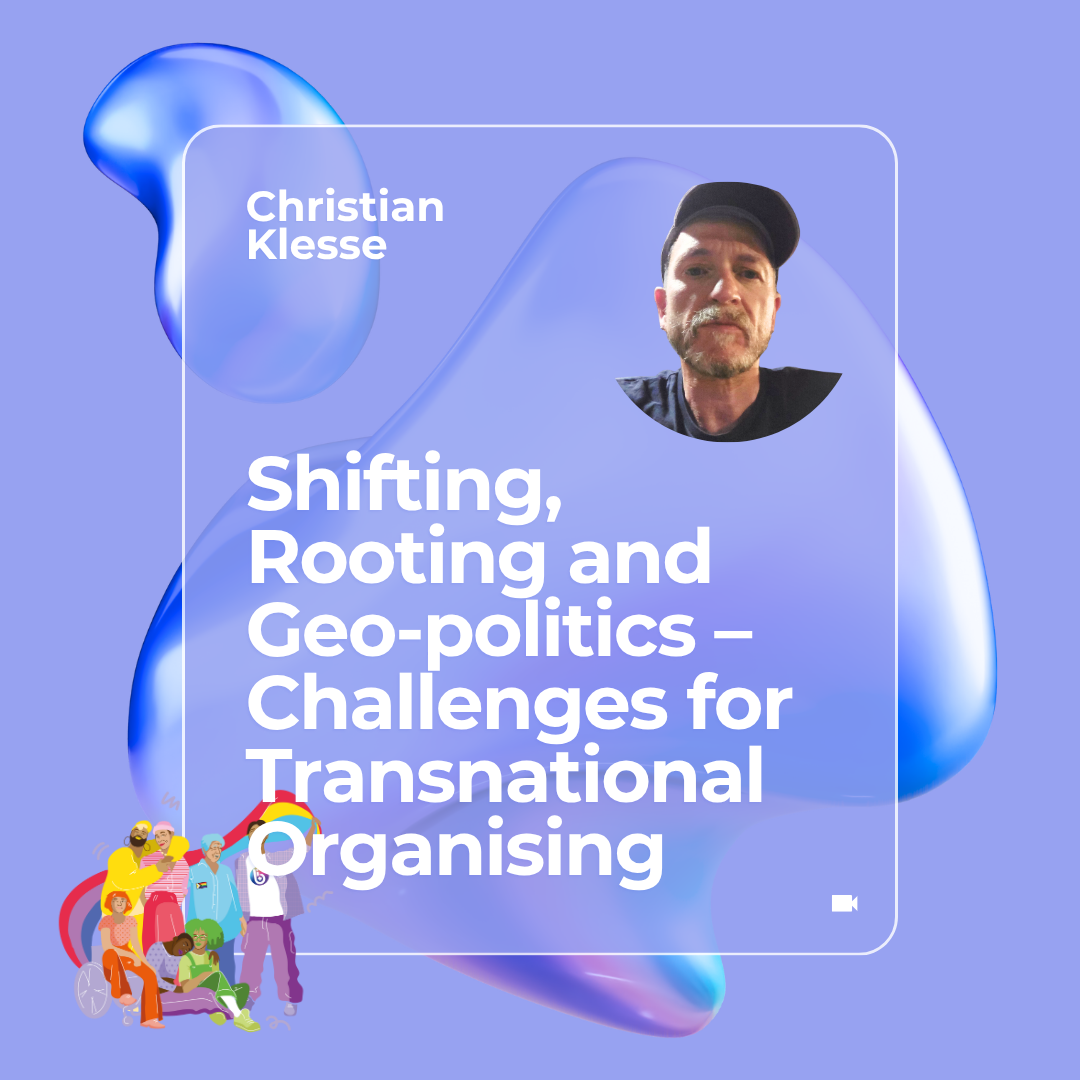 Christian
Klesse
Shifting,
Rooting and
Geo-politics –
Challenges for
Transnational
Organising